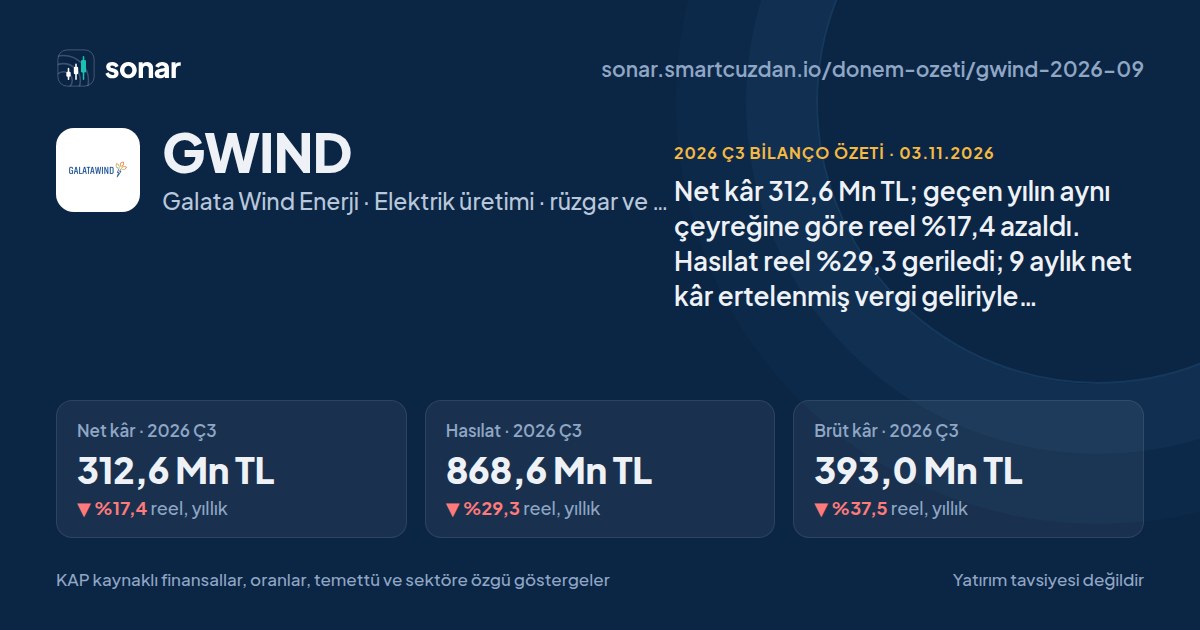 sonar
sonar.smartcuzdan.io/donem-ozeti/gwind-2026-09
GALATAWIND
GWIND
Galata Wind Enerji · Elektrik üretimi · rüzgar ve ...
2026 Ç3 BİLANÇO ÖZETİ · 03.11.2026
Net kâr 312,6 Mn TL; geçen yılın aynı
çeyreğine göre reel %17,4 azaldı.
Hasılat reel %29,3 geriledi; 9 aylık net
kâr ertelenmiş vergi geliriyle...
Net kâr · 2026 Ç3
312,6 Mn TL
▼ %17,4 reel, yıllık
Hasılat · 2026 Ç3
868,6 Mn TL
▼ %29,3 reel, yıllık
Brüt kâr · 2026 Ç3
393,0 Mn TL
▼ %37,5 reel, yıllık
KAP kaynaklı finansallar, oranlar, temettü ve sektöre özgü göstergeler
Yatırım tavsiyesi değildir